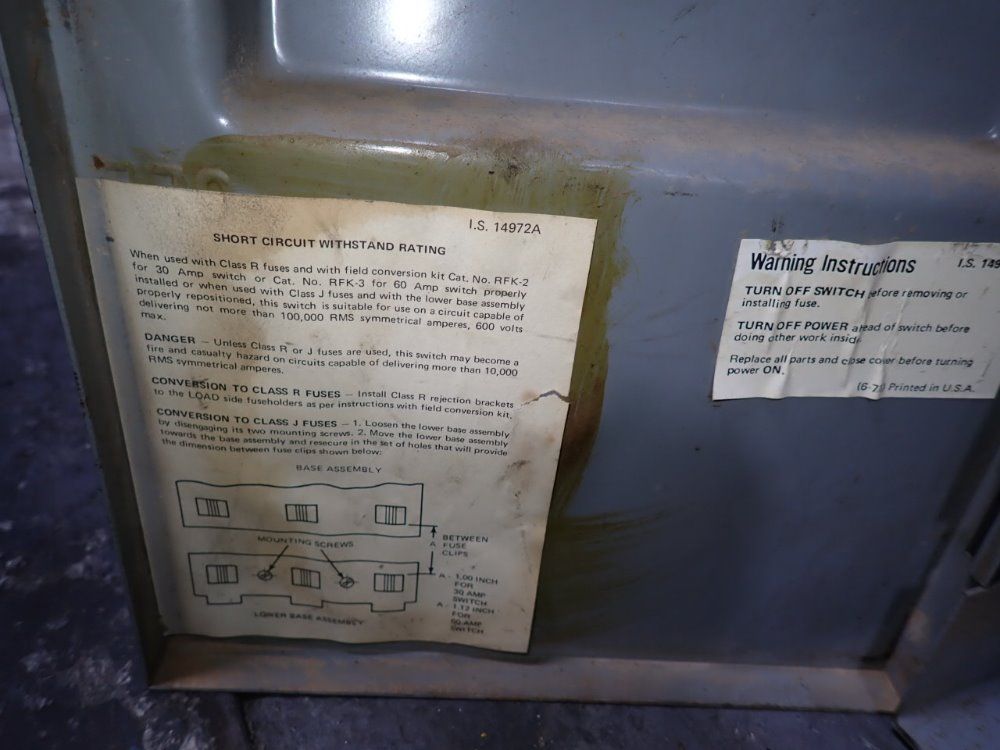 I.S. 14972A
SHORT CIRCUIT WITHSTAND RATING
When used with Class R fuses and with field conversion kit Cat. No. RFK-2
for 30 Amp switch or Cat. No. RFK-3 for 60 Amp switch properly
installed or when used with Class J fuses and with the lower base assembly
properly repositioned, this switch is suitable for use on a circuit capable of
delivering not more than 100,000 RMS symmetrical amperes, 600 volts
max.
DANGER – Unless Class R or J fuses are used, this switch may become a
fire and casualty hazard on circuits capable of delivering more than 10,000
RMS symmetrical amperes.
CONVERSION TO CLASS R FUSES – Install Class R rejection brackets
to the LOAD side fuseholders as per instructions with field conversion kit.
CONVERSION TO CLASS J FUSES – 1. Loosen the lower base assembly
by disengaging its two mounting screws. 2. Move the lower base assembly
towards the base assembly and resecure in the set of holes that will provide
the dimension between fuse clips shown below:
BASE ASSEMBLY
MOUNTING SCREWS
A
BETWEEN
FUSE
CLIPS
A - 1.00 INCH
FOR
30 AMP
SWITCH
A - 1.12 INCH
FOR
60 AMP
SWITCH
LOWER BASE ASSEMBLY
Warning Instructions
I.S. 149
TURN OFF SWITCH before removing or
installing fuse.
TURN OFF POWER ahead of switch before
doing other work inside
Replace all parts and close cover before turning
power ON.
Printed in U.S.A.